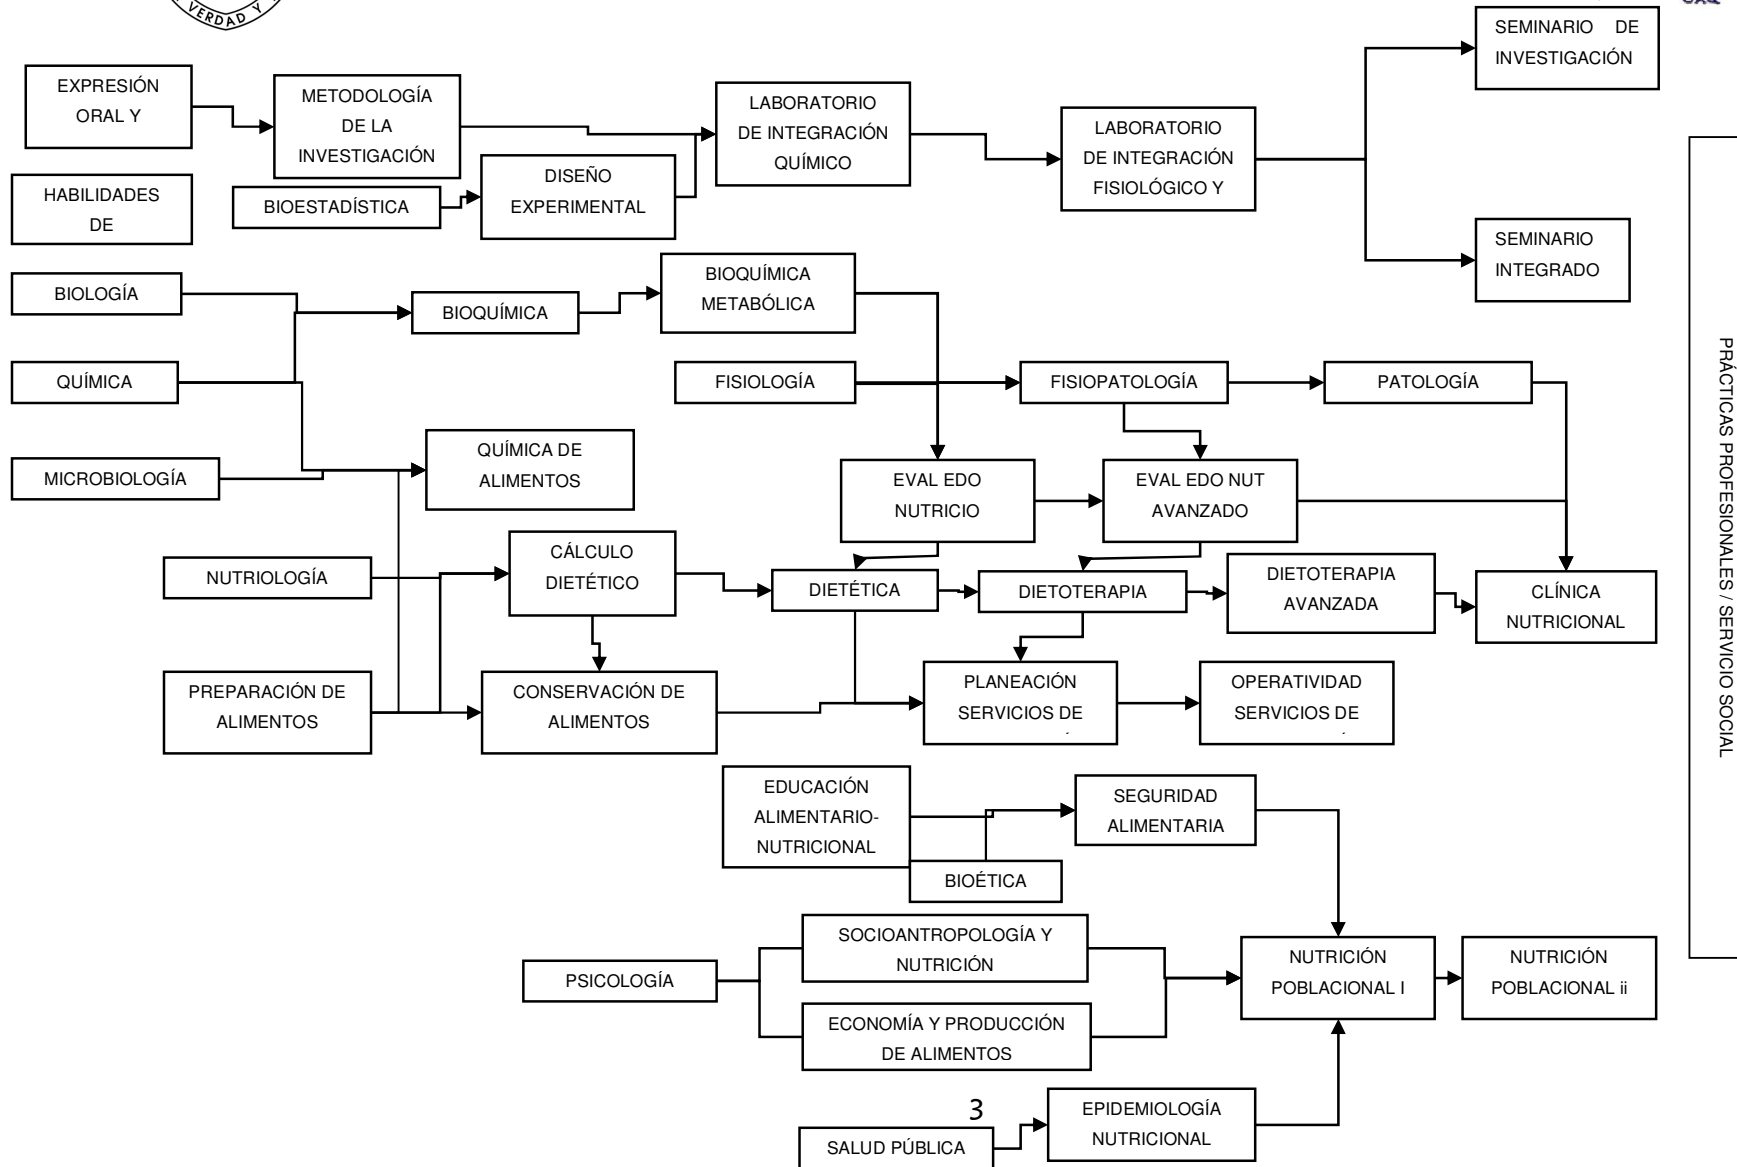 VERDAD Y
SEMINARIO DE
INVESTIGACIÓN
EXPRESIÓN
ORAL Y
METODOLOGÍA
DE LA
INVESTIGACIÓN
LABORATORIO
DE INTEGRACIÓN
QUÍMICO
LABORATORIO
DE INTEGRACIÓN
FISIOLÓGICO Y
DISEÑO
EXPERIMENTAL
HABILIDADES
DE
BIOESTADÍSTICA
SEMINARIO
INTEGRADO
BIOLOGÍA
BIOQUÍMICA
BIOQUÍMICA
METABÓLICA
QUÍMICA
FISIOLOGÍA
FISIOPATOLOGÍA
PATOLOGÍA
MICROBIOLOGÍA
QUÍMICA DE
ALIMENTOS
EVAL EDO
NUTRICIO
EVAL EDO NUT
AVANZADO
NUTRIOLOGÍA
CÁLCULO
DIETÉTICO
DIETÉTICA
DIETOTERAPIA
DIETOTERAPIA
AVANZADA
CLÍNICA
NUTRICIONAL
PREPARACIÓN DE
ALIMENTOS
CONSERVACIÓN DE
ALIMENTOS
PLANEACIÓN
SERVICIOS DE
OPERATIVIDAD
SERVICIOS DE
EDUCACIÓN
ALIMENTARIO-
NUTRICIONAL
SEGURIDAD
ALIMENTARIA
BIOÉTICA
SOCIOANTROPOLOGÍA Y
NUTRICIÓN
PSICOLOGÍA
ECONOMÍA Y PRODUCCIÓN
DE ALIMENTOS
NUTRICIÓN
POBLACIONAL I
NUTRICIÓN
POBLACIONAL ii
3
EPIDEMIOLOGÍA
NUTRICIONAL
SALUD PÚBLICA
PRÁCTICAS PROFESIONALES / SERVICIO SOCIAL